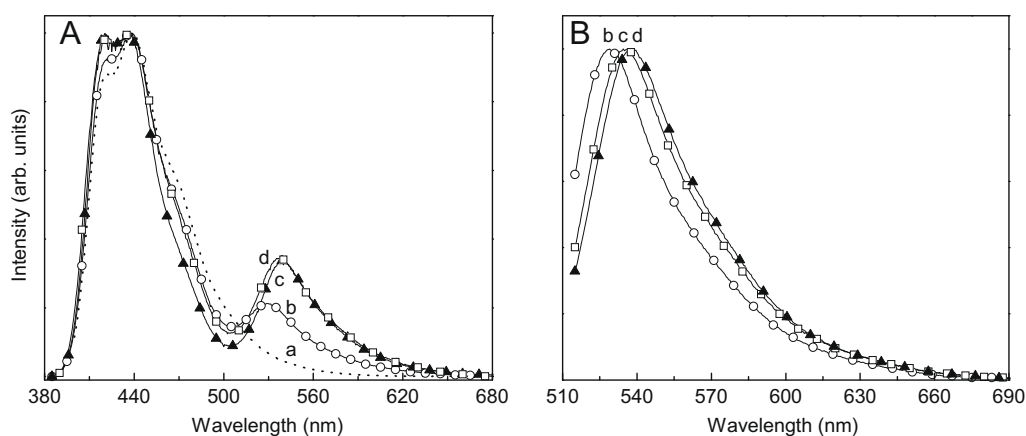 A
B
b c d
Intensity (arb. units)
d
c
b
a
380 440 500 560 620 680
510 540 570 600 630 660 690
Wavelength (nm)
Wavelength (nm)